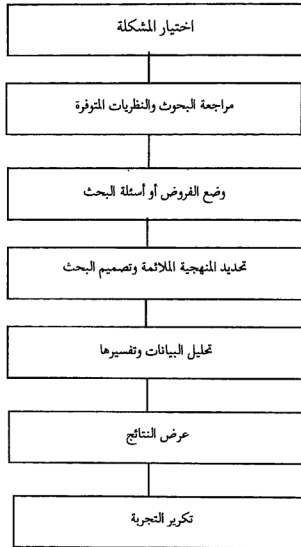 اختيار المشكلة
مراجعة البحوث والنظريات المتوفرة
وضع الفروض أو أسئلة البحث
تحديد المنهجية الملائمة وتصميم البحث
تحليل البيانات وتفسيرها
عرض النتائج
تكرير التجربة